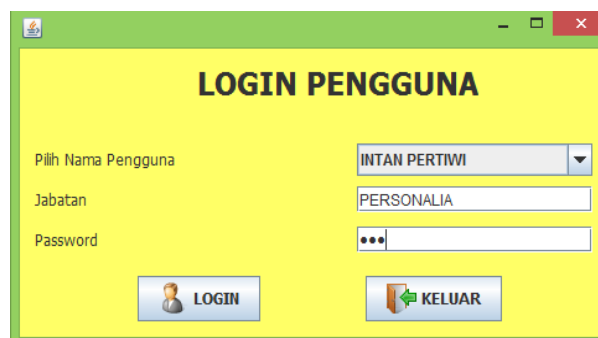 LOGIN PENGGUNA
Pilih Nama Pengguna INTAN PERTIWI
Jabatan PERSONALIA
Password •••
LOGIN KELUAR